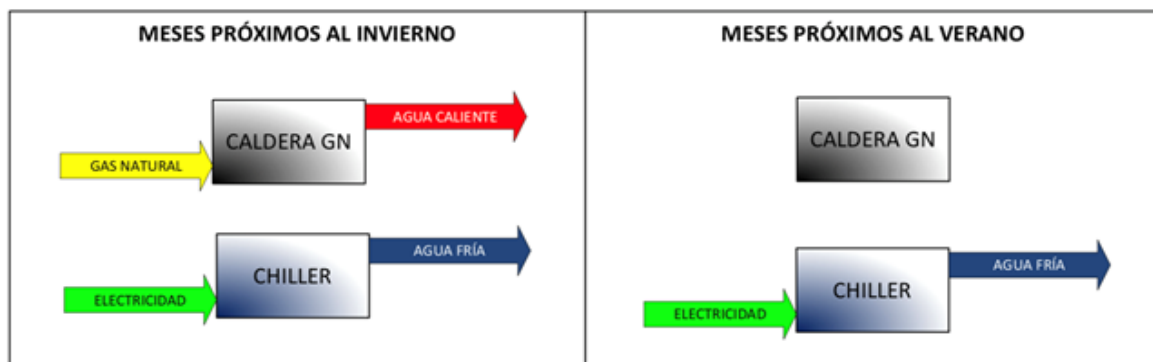 MESES PRÓXIMOS AL INVIERNO
AGUA CALIENTE
CALDERA GN
GAS NATURAL
AGUA FRÍA
CHILLER
ELECTRICIDAD
MESES PRÓXIMOS AL VERANO
CALDERA GN
AGUA FRÍA
CHILLER
ELECTRICIDAD